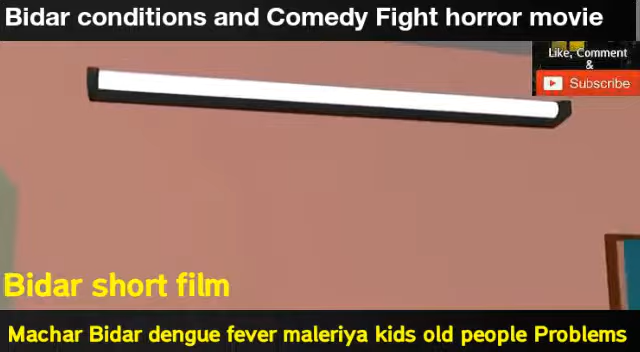 Bidar conditions and Comedy Fight horror movie
Like, Comment
&
Subscribe
Bidar short film
Machar Bidar dengue fever maleriya kids old people Problems